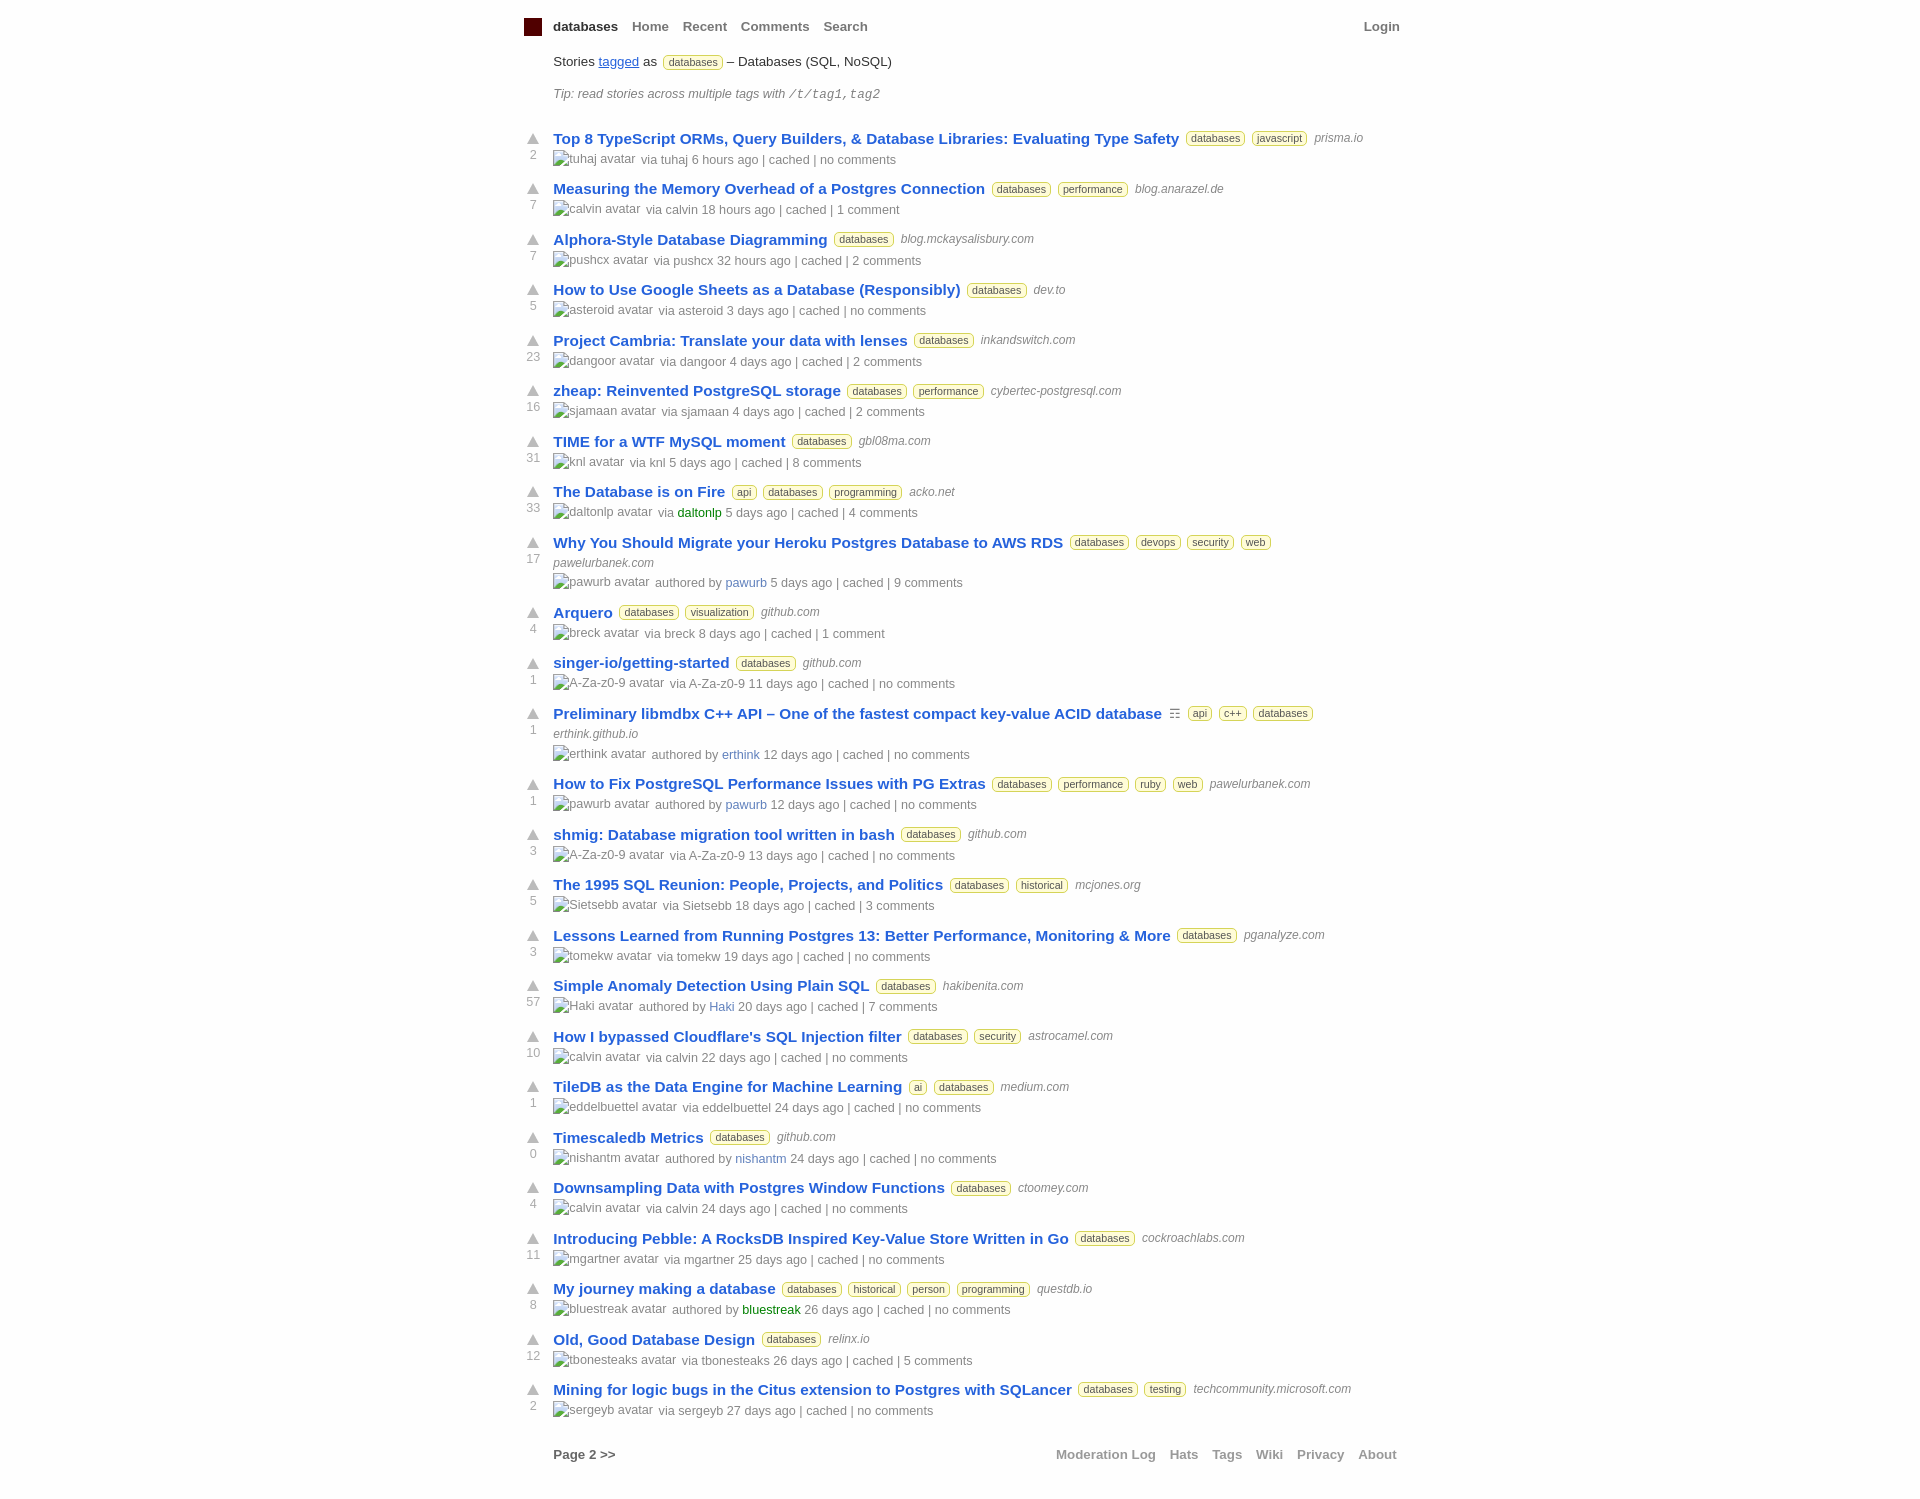 databases Home Recent Comments Search Login
Stories tagged as databases – Databases (SQL, NoSQL)
Tip: read stories across multiple tags with /t/tag1,tag2
Top 8 TypeScript ORMs, Query Builders, & Database Libraries: Evaluating Type Safety databases javascript prisma.io
2 tuhaj avatar via tuhaj 6 hours ago | cached | no comments
Measuring the Memory Overhead of a Postgres Connection databases performance blog.anarazel.de
7 calvin avatar via calvin 18 hours ago | cached | 1 comment
Alphora-Style Database Diagramming databases blog.mckaysalisbury.com
7 pushcx avatar via pushcx 32 hours ago | cached | 2 comments
How to Use Google Sheets as a Database (Responsibly) databases dev.to
5 asteroid avatar via asteroid 3 days ago | cached | no comments
Project Cambria: Translate your data with lenses databases inkandswitch.com
23 dangoor avatar via dangoor 4 days ago | cached | 2 comments
zheap: Reinvented PostgreSQL storage databases performance cybertec-postgresql.com
16 sjamaan avatar via sjamaan 4 days ago | cached | 2 comments
TIME for a WTF MySQL moment databases gbl08ma.com
31 knl avatar via knl 5 days ago | cached | 8 comments
The Database is on Fire api databases programming acko.net
33 daltonlp avatar via daltonlp 5 days ago | cached | 4 comments
Why You Should Migrate your Heroku Postgres Database to AWS RDS databases devops security web
17 pawelurbanek.com
pawurb avatar authored by pawurb 5 days ago | cached | 9 comments
Arquero databases visualization github.com
4 breck avatar via breck 8 days ago | cached | 1 comment
singer-io/getting-started databases github.com
1 A-Za-z0-9 avatar via A-Za-z0-9 11 days ago | cached | no comments
Preliminary libmdbx C++ API – One of the fastest compact key-value ACID database ☶ api c++ databases
1 erthink.github.io
erthink avatar authored by erthink 12 days ago | cached | no comments
How to Fix PostgreSQL Performance Issues with PG Extras databases performance ruby web pawelurbanek.com
1 pawurb avatar authored by pawurb 12 days ago | cached | no comments
shmig: Database migration tool written in bash databases github.com
3 A-Za-z0-9 avatar via A-Za-z0-9 13 days ago | cached | no comments
The 1995 SQL Reunion: People, Projects, and Politics databases historical mcjones.org
5 Sietsebb avatar via Sietsebb 18 days ago | cached | 3 comments
Lessons Learned from Running Postgres 13: Better Performance, Monitoring & More databases pganalyze.com
3 tomekw avatar via tomekw 19 days ago | cached | no comments
Simple Anomaly Detection Using Plain SQL databases hakibenita.com
57 Haki avatar authored by Haki 20 days ago | cached | 7 comments
How I bypassed Cloudflare's SQL Injection filter databases security astrocamel.com
10 calvin avatar via calvin 22 days ago | cached | no comments
TileDB as the Data Engine for Machine Learning ai databases medium.com
1 eddelbuettel avatar via eddelbuettel 24 days ago | cached | no comments
Timescaledb Metrics databases github.com
0 nishantm avatar authored by nishantm 24 days ago | cached | no comments
Downsampling Data with Postgres Window Functions databases ctoomey.com
4 calvin avatar via calvin 24 days ago | cached | no comments
Introducing Pebble: A RocksDB Inspired Key-Value Store Written in Go databases cockroachlabs.com
11 mgartner avatar via mgartner 25 days ago | cached | no comments
My journey making a database databases historical person programming questdb.io
8 bluestreak avatar authored by bluestreak 26 days ago | cached | no comments
Old, Good Database Design databases relinx.io
12 tbonesteaks avatar via tbonesteaks 26 days ago | cached | 5 comments
Mining for logic bugs in the Citus extension to Postgres with SQLancer databases testing techcommunity.microsoft.com
2 sergeyb avatar via sergeyb 27 days ago | cached | no comments
Page 2 >> Moderation Log Hats Tags Wiki Privacy About